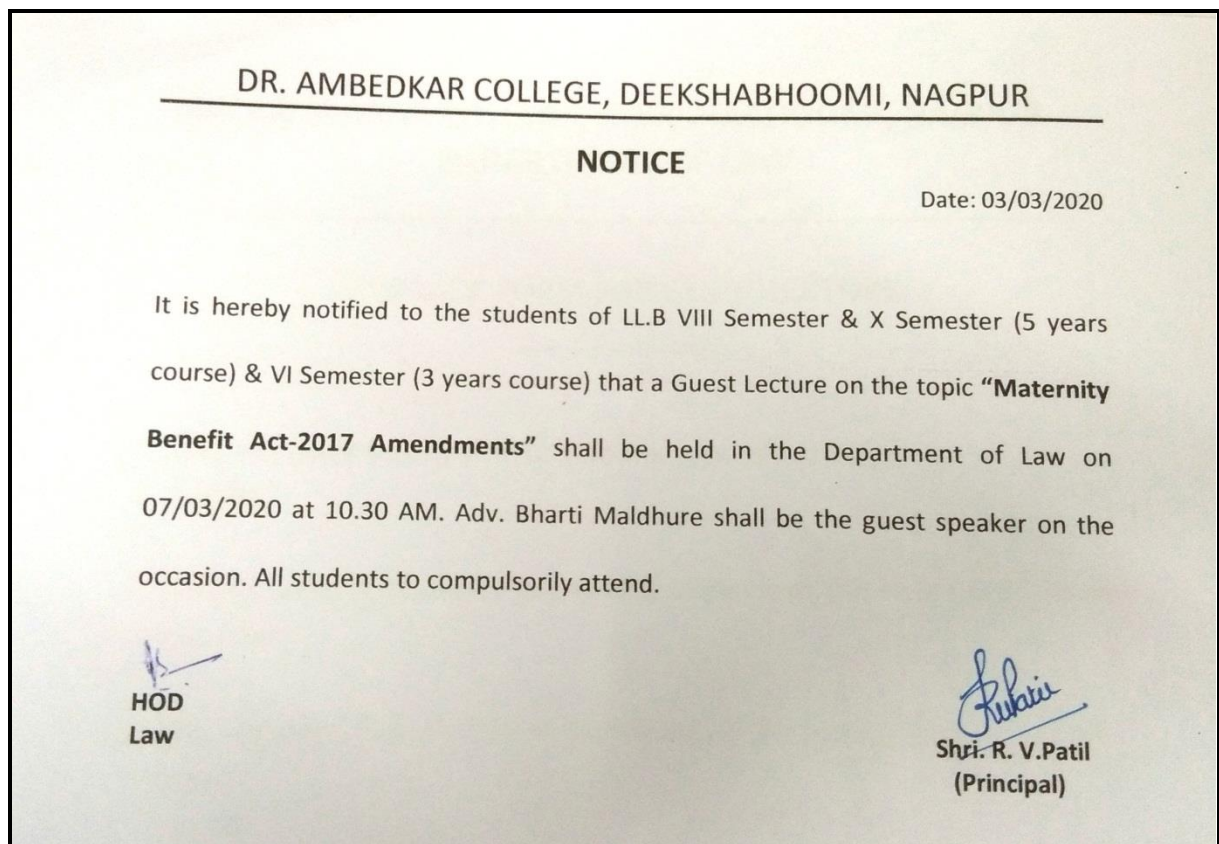 DR. AMBEDKAR COLLEGE, DEEKSHABHOOMI, NAGPUR
NOTICE
Date: 03/03/2020
It is hereby notified to the students of LL.B VIII Semester & X Semester (5 years
course) & VI Semester (3 years course) that a Guest Lecture on the topic “Maternity
Benefit Act-2017 Amendments” shall be held in the Department of Law on
07/03/2020 at 10.30 AM. Adv. Bharti Maldhure shall be the guest speaker on the
occasion. All students to compulsorily attend.
HOD
Law
Shri. R. V.Patil
(Principal)